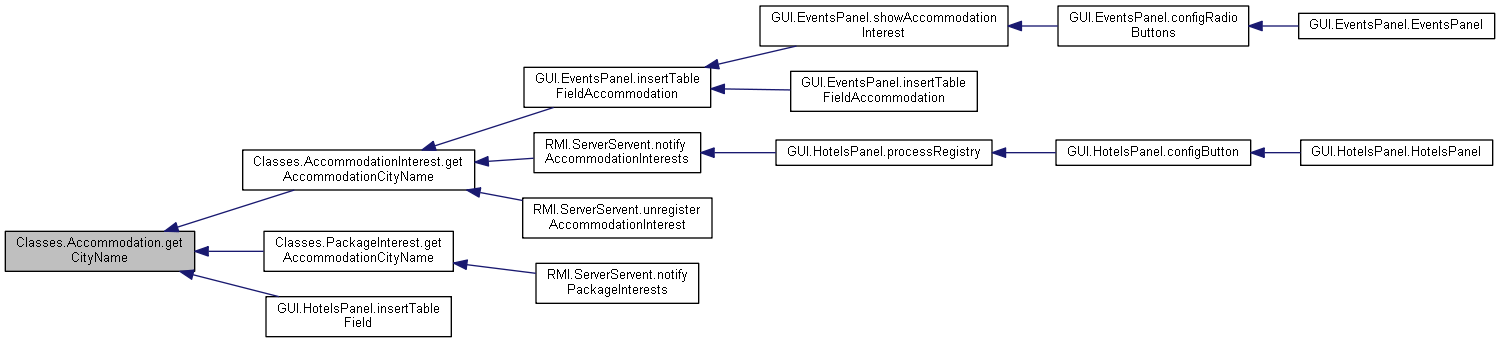 GUI.EventsPanel.showAccommodation
Interest
GUI.EventsPanel.configRadio
Buttons
GUI.EventsPanel.EventsPanel
GUI.EventsPanel.insertTable
FieldAccommodation
GUI.EventsPanel.insertTable
FieldAccommodation
RMI.ServerServent.notify
AccommodationInterests
GUI.HotelsPanel.processRegistry
GUI.HotelsPanel.configButton
GUI.HotelsPanel.HotelsPanel
Classes.AccommodationInterest.get
AccommodationCityName
RMI.ServerServent.unregister
AccommodationInterest
Classes.Accommodation.get
CityName
Classes.PackageInterest.get
AccommodationCityName
RMI.ServerServent.notify
PackageInterests
GUI.HotelsPanel.insertTable
Field